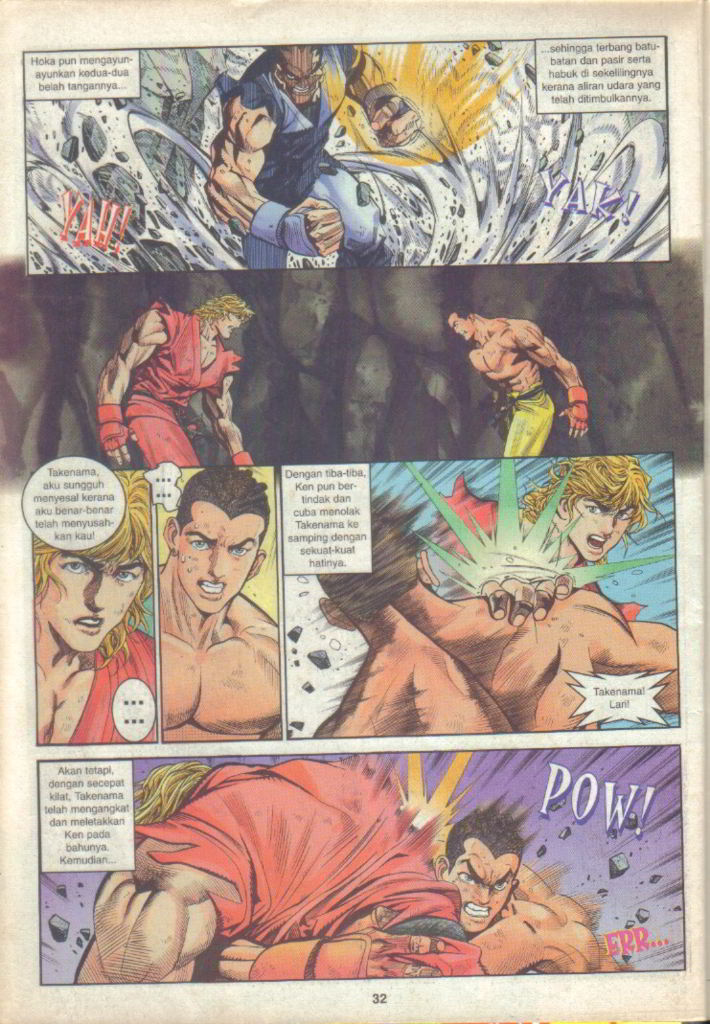 Hoka pun mengayun-
ayunkan kedua-dua
belah tangannya...
...sehingga terbang batu-
batan dan pasir serta
habuk di sekelilingnya
kerana aliran udara yang
telah ditimbulkannya.
YAH!
YAK!
Takenama,
aku sungguh
menyesal kerana
aku benar-benar
telah menyusah-
kan kau!
...
...
...
...
Dengan tiba-tiba,
Ken pun ber-
tindak dan
cuba menolak
Takenama ke
samping dengan
sekuat-kuat
hatinya.
Takenama!
Lari!
Akan tetapi,
dengan secepat
kilat, Takenama
telah mengangkat
dan meletakkan
Ken pada
bahunya.
Kemudian...
POW!
ERR...
32